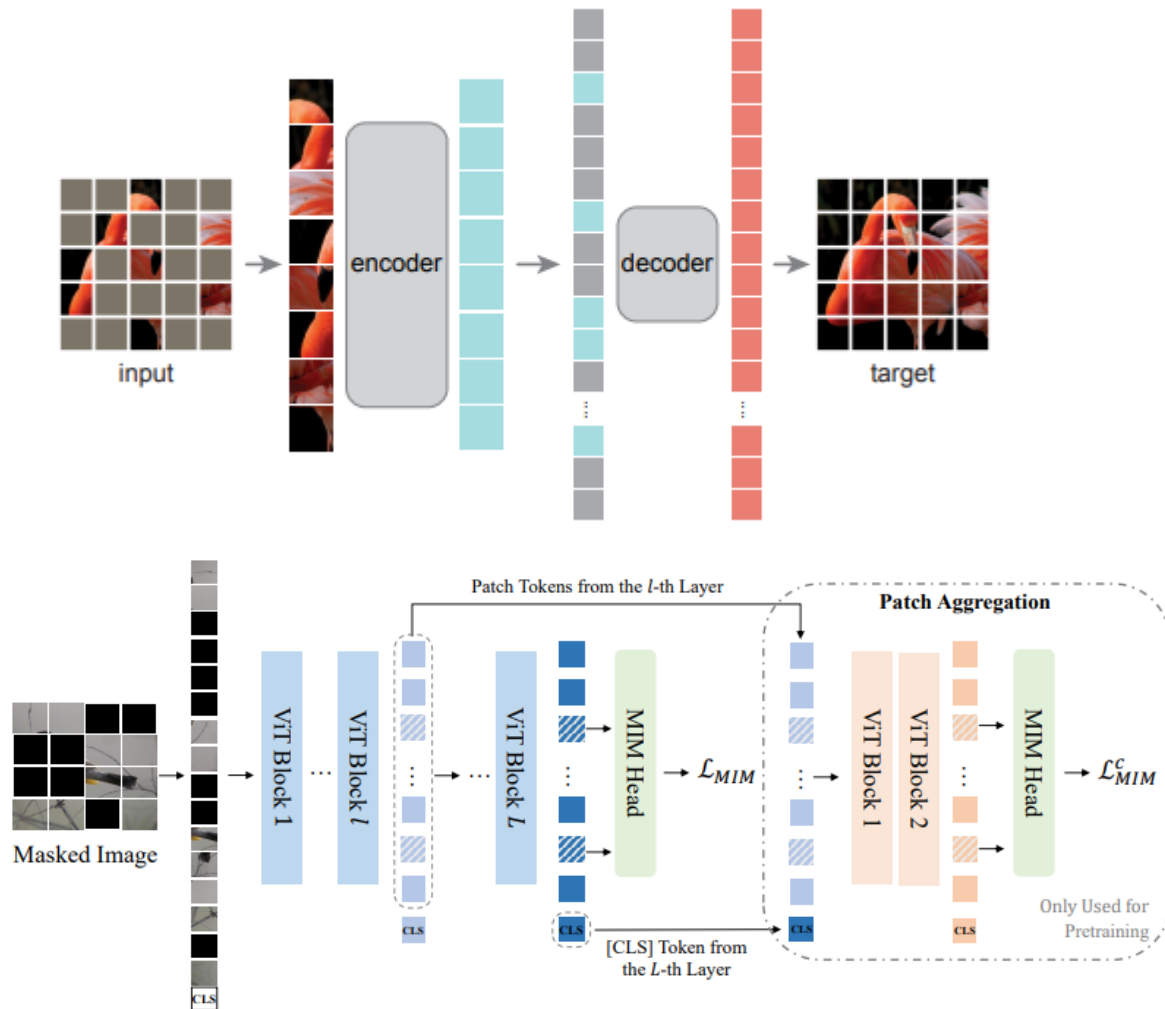 input
encoder
decoder
target
Patch Tokens from the l-th Layer
Patch Aggregation
Masked Image
CLS
ViT Block 1
...
ViT Block l
CLS
...
ViT Block L
CLS
MIM Head
ℒ_MIM
[CLS] Token from
the L-th Layer
CLS
ViT Block 1
ViT Block 2
CLS
MIM Head
ℒ^c_MIM
Only Used for
Pretraining